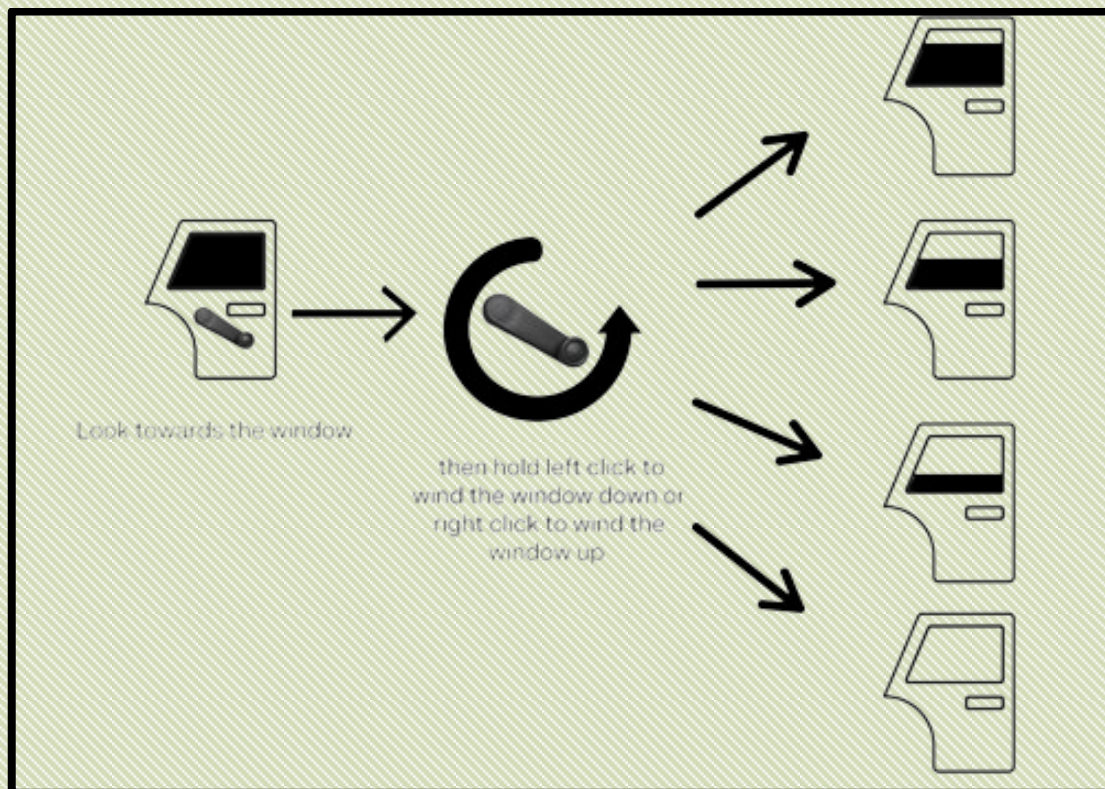 Look towards the window
then hold left click to
wind the window down or
right click to wind the
window up